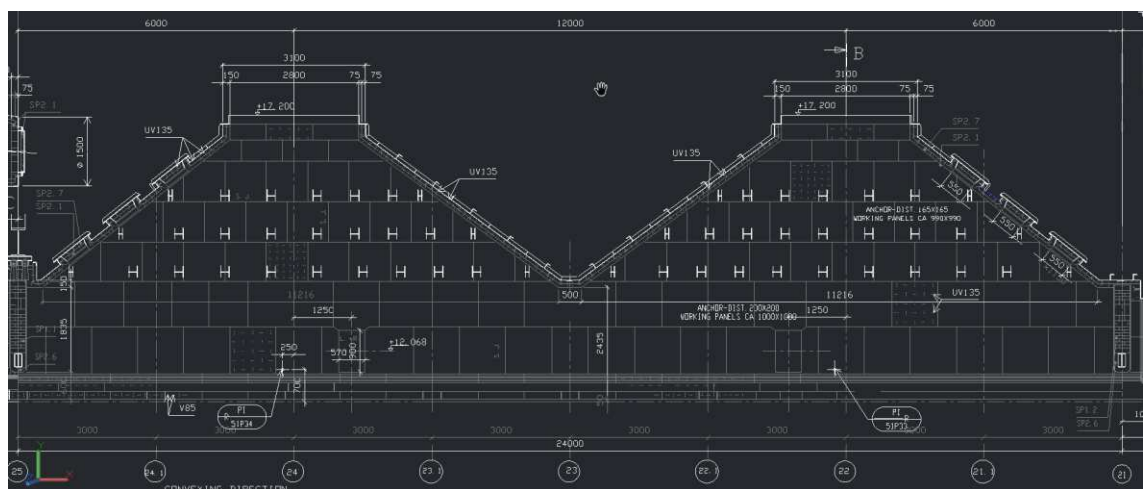 6000
12000
6000
B
3100
3100
150
2800
75
75
150
2800
75
75
75
SP2.1
+17.200
+17.200
UV135
SP2.7
SP2.1
ø 1500
UV135
UV135
SP2.7
SP2.1
550
ANCHOR-DIST. 165X165
WORKING PANELS CA 990X990
550
550
150
11216
500
11216
UV135
ANCHOR-DIST. 200X200
WORKING PANELS CA 1000X1000
1250
1250
1835
SP1.1
SP2.6
250
570
900
+12.068
2435
700
50
V85
PI
51P34
PI
51P33
SP1.2
SP2.6
3000
3000
3000
3000
3000
3000
3000
3000
24000
25
24.1
24
23.1
23
22.1
22
21.1
21
CONVEYING DIRECTION